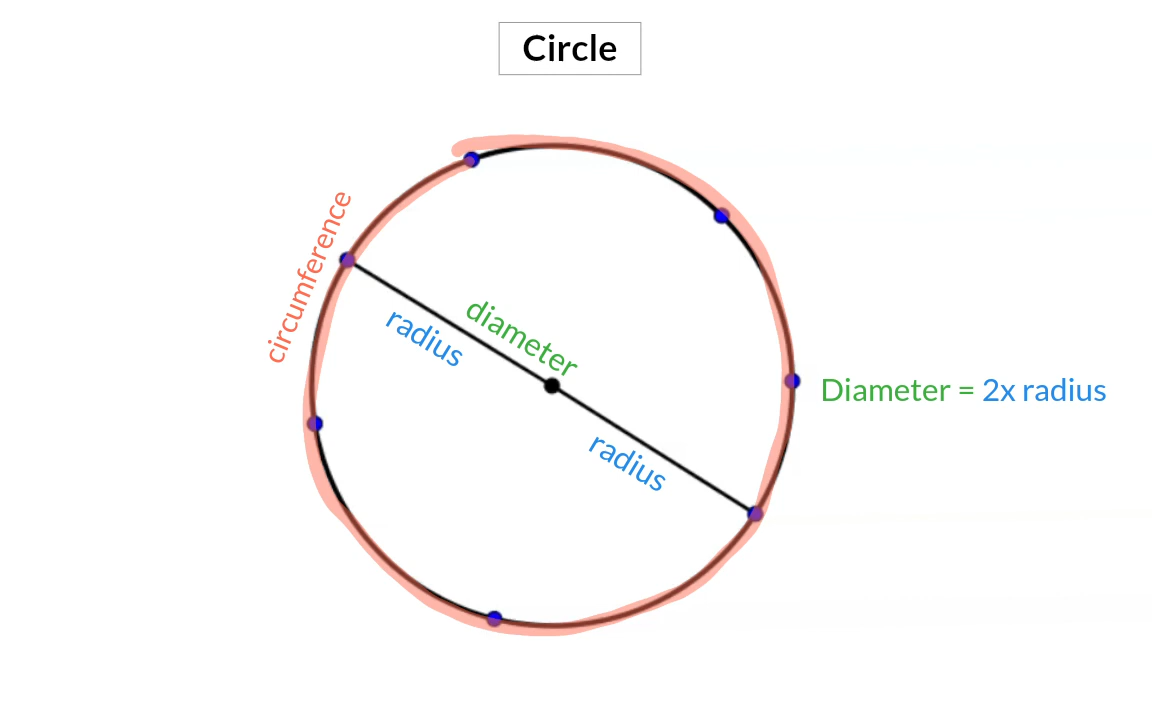 Circle
circumference
diameter
radius
radius
Diameter = 2x radius